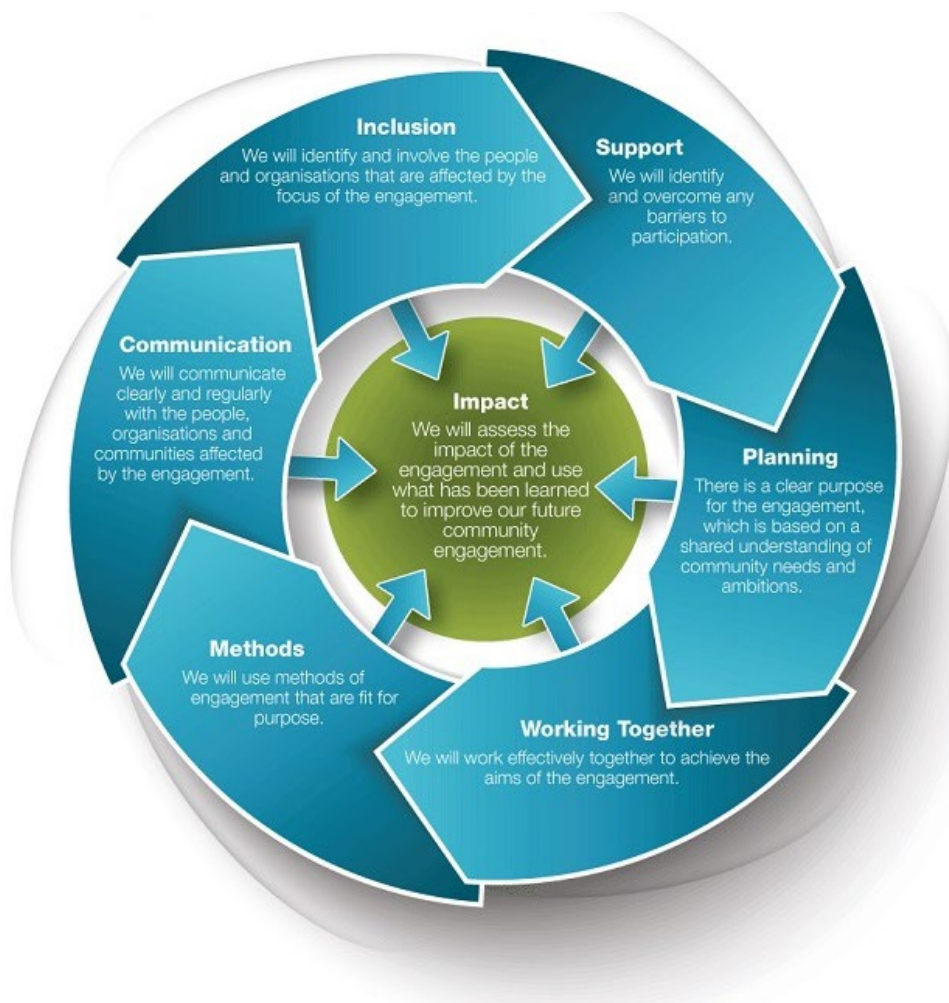 Inclusion
We will identify and involve the people
and organisations that are affected by the
focus of the engagement.
Support
We will identify
and overcome any
barriers to
participation.
Planning
There is a clear purpose
for the engagement,
which is based on a
shared understanding of
community needs and
ambitions.
Working Together
We will work effectively together to achieve the
aims of the engagement.
Methods
We will use methods of
engagement that are fit for
purpose.
Communication
We will communicate
clearly and regularly
with the people,
organisations and
communities affected
by the engagement.
Impact
We will assess the
impact of the
engagement and use
what has been learned
to improve our future
community
engagement.